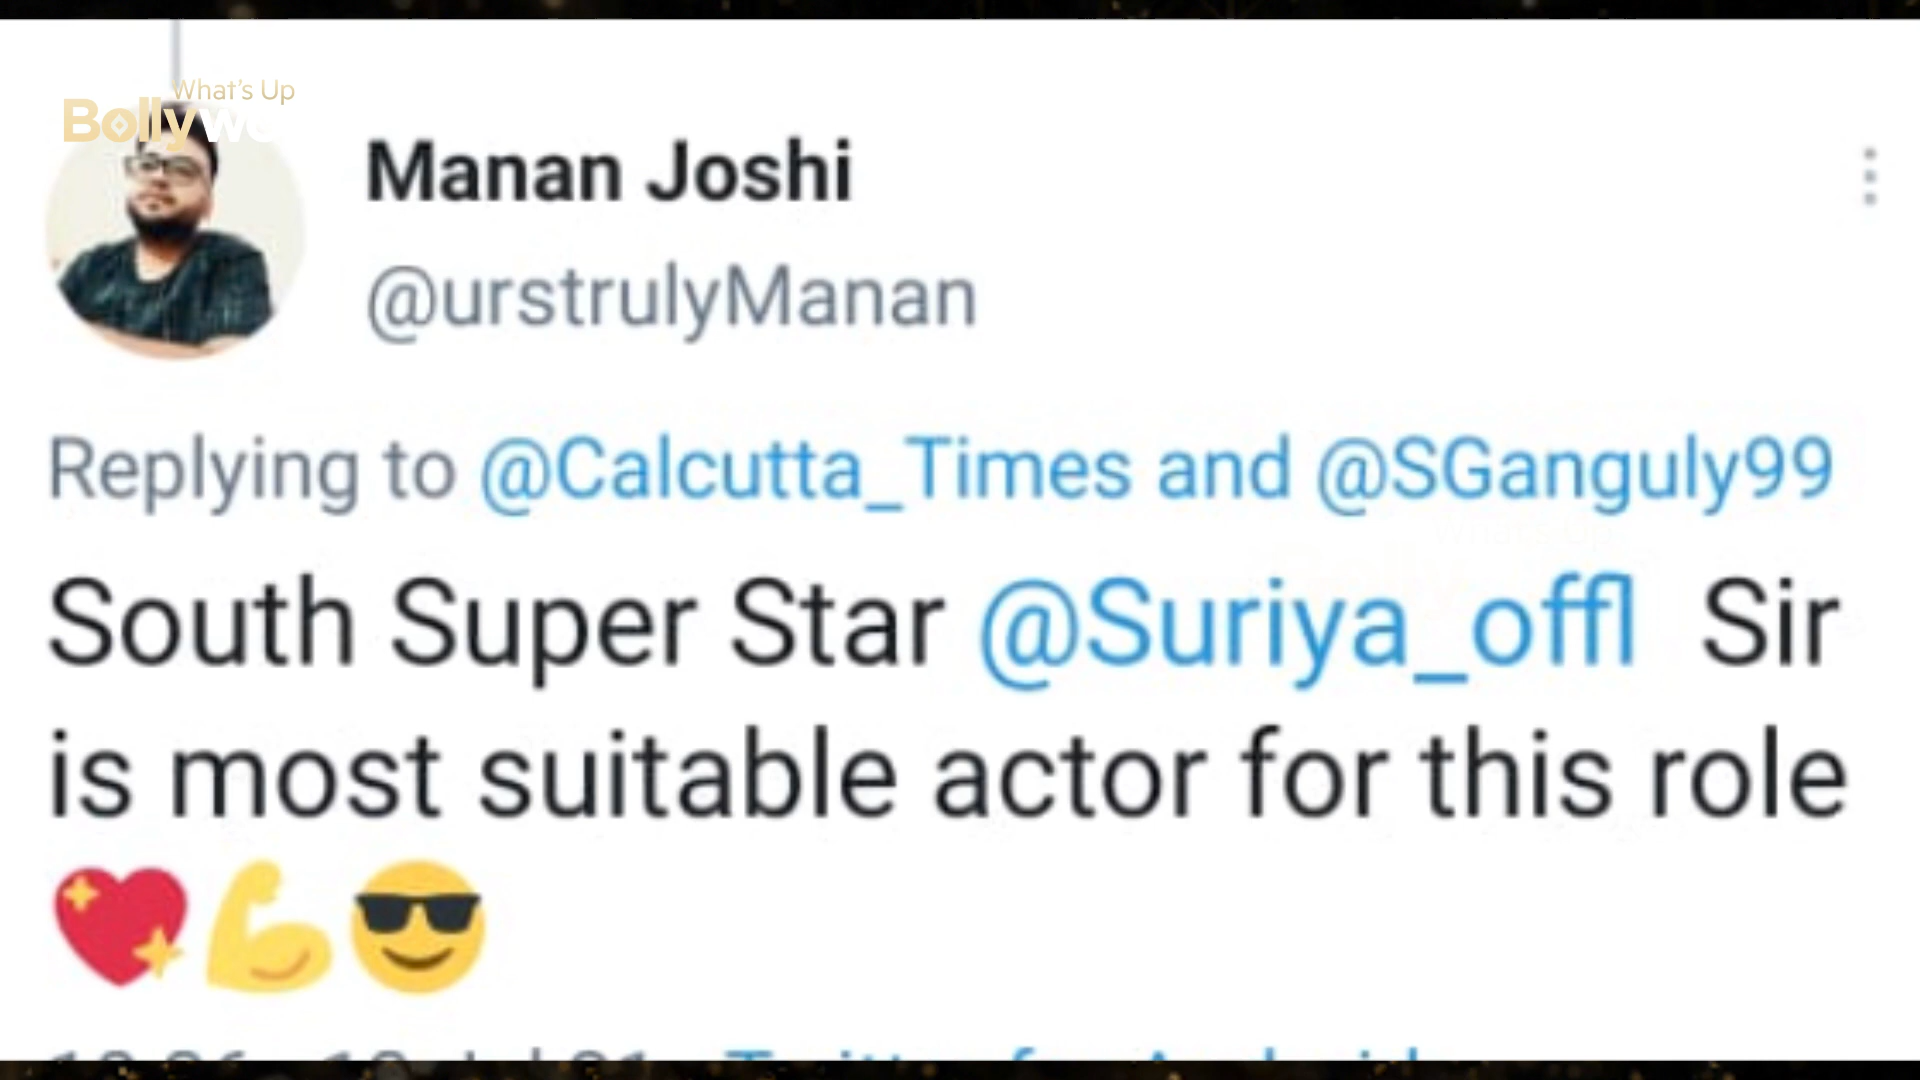 What's Up
Bollywo
Manan Joshi
@urstrulyManan
Replying to @Calcutta_Times and @SGanguly99
South Super Star @Suriya_offl Sir
is most suitable actor for this role
💖💪😎